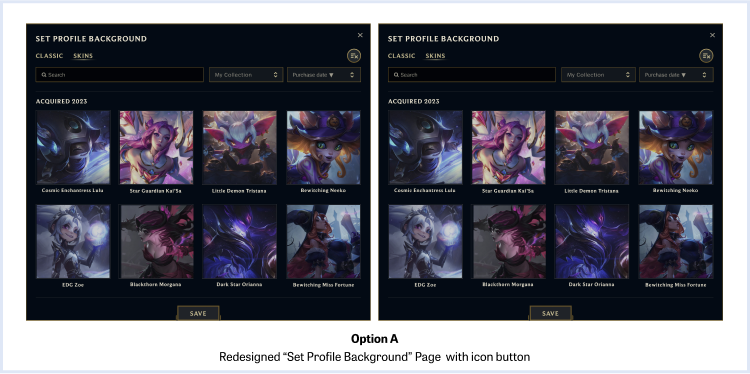 SET PROFILE BACKGROUND
CLASSIC SKINS
Search My Collection Purchase date
ACQUIRED 2023
Cosmic Enchantress Lulu Star Guardian Kai'Sa Little Demon Tristana Bewitching Neeko
EDG Zoe Blackthorn Morgana Dark Star Orianna Bewitching Miss Fortune
SAVE
SET PROFILE BACKGROUND
CLASSIC SKINS
Search My Collection Purchase date
ACQUIRED 2023
Cosmic Enchantress Lulu Star Guardian Kai'Sa Little Demon Tristana Bewitching Neeko
EDG Zoe Blackthorn Morgana Dark Star Orianna Bewitching Miss Fortune
SAVE
Option A
Redesigned “Set Profile Background” Page with icon button